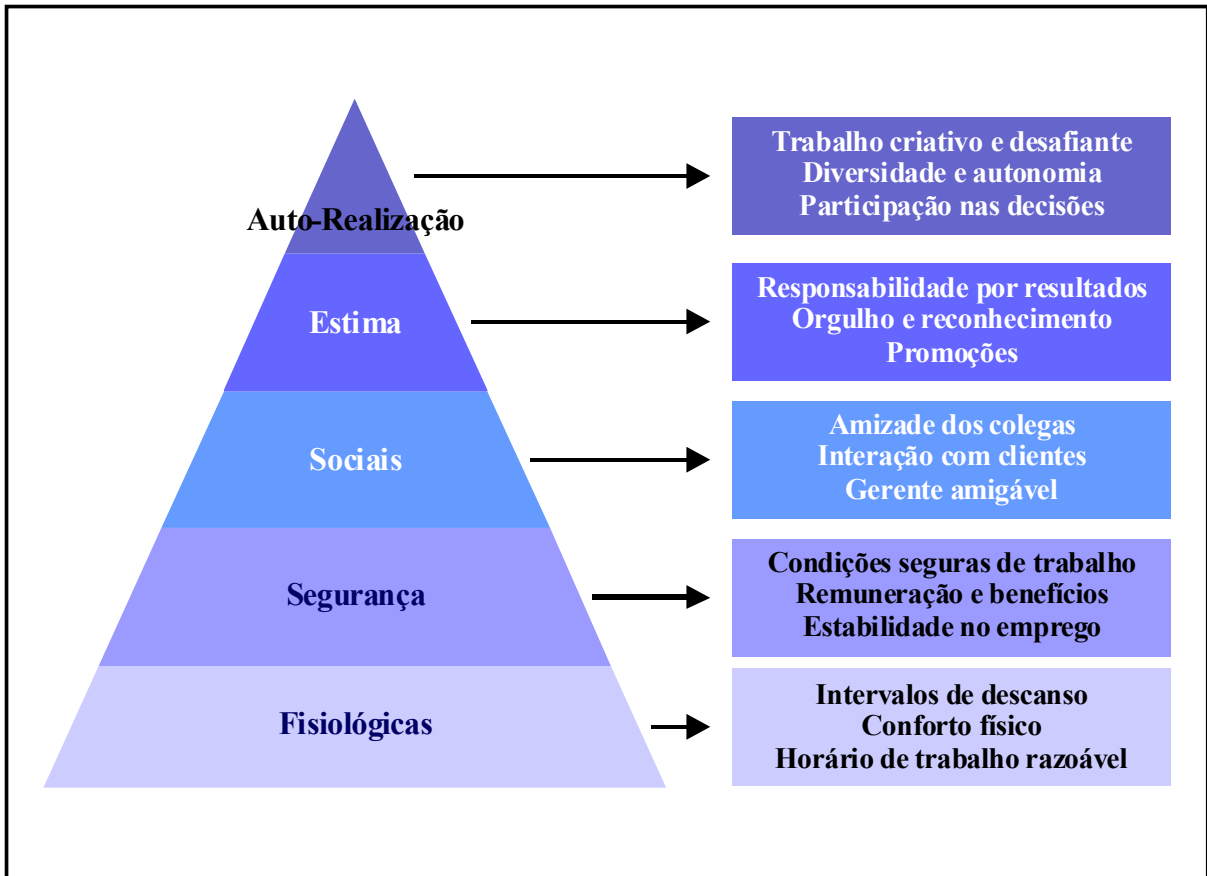 Auto-Realização
Trabalho criativo e desafiante
Diversidade e autonomia
Participação nas decisões
Estima
Responsabilidade por resultados
Orgulho e reconhecimento
Promoções
Sociais
Amizade dos colegas
Interação com clientes
Gerente amigável
Segurança
Condições seguras de trabalho
Remuneração e benefícios
Estabilidade no emprego
Fisiológicas
Intervalos de descanso
Conforto físico
Horário de trabalho razoável